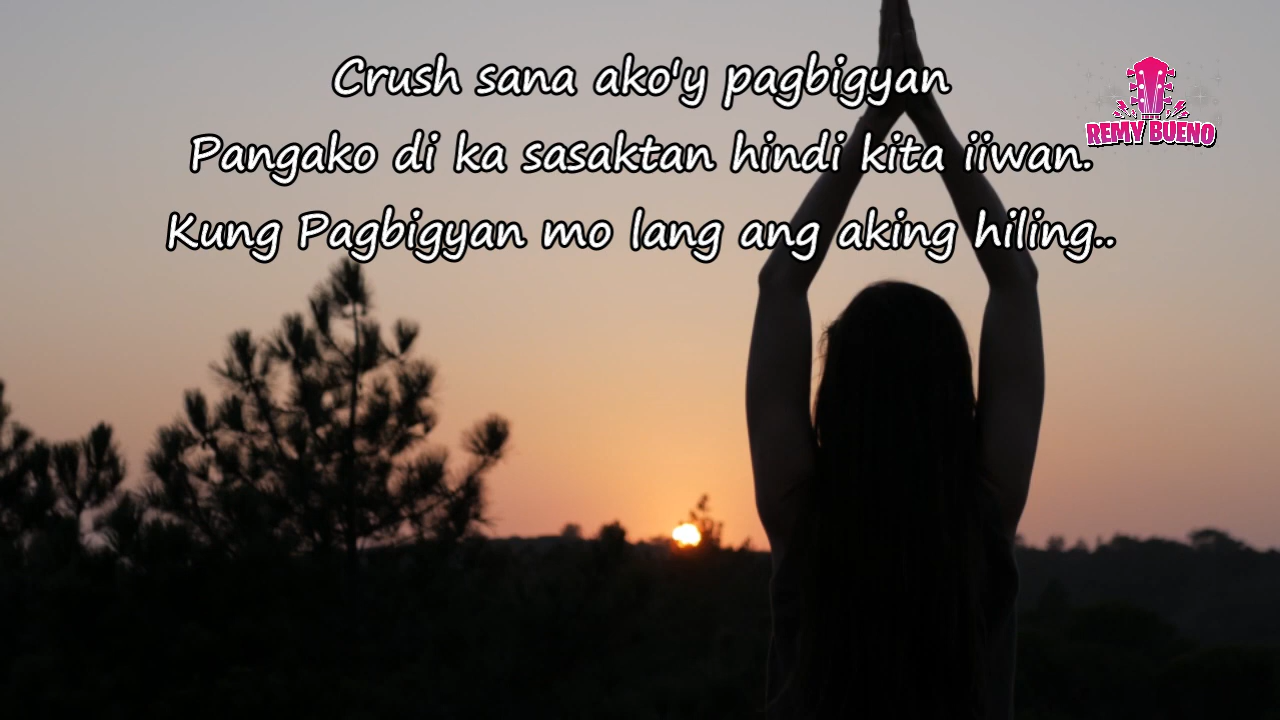 Crush sana ako'y pagbigyan
REMY BUENO
Pangako di ka sasaktan hindi kita iiwan.
Kung Pagbigyan mo lang ang aking hiling..